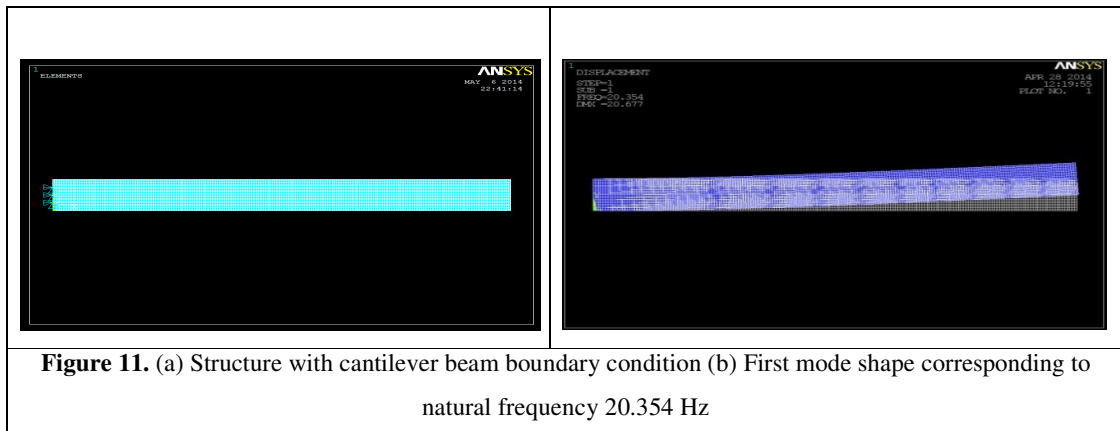 1
ELEMENTS
ANSYS
MAY 6 2014
22:41:14
X
1
DISPLACEMENT
STEP=1
SUB =1
FREQ=20.354
DMX =20.677
ANSYS
APR 28 2014
12:19:55
PLOT NO. 1
Figure 11. (a) Structure with cantilever beam boundary condition (b) First mode shape corresponding to
natural frequency 20.354 Hz